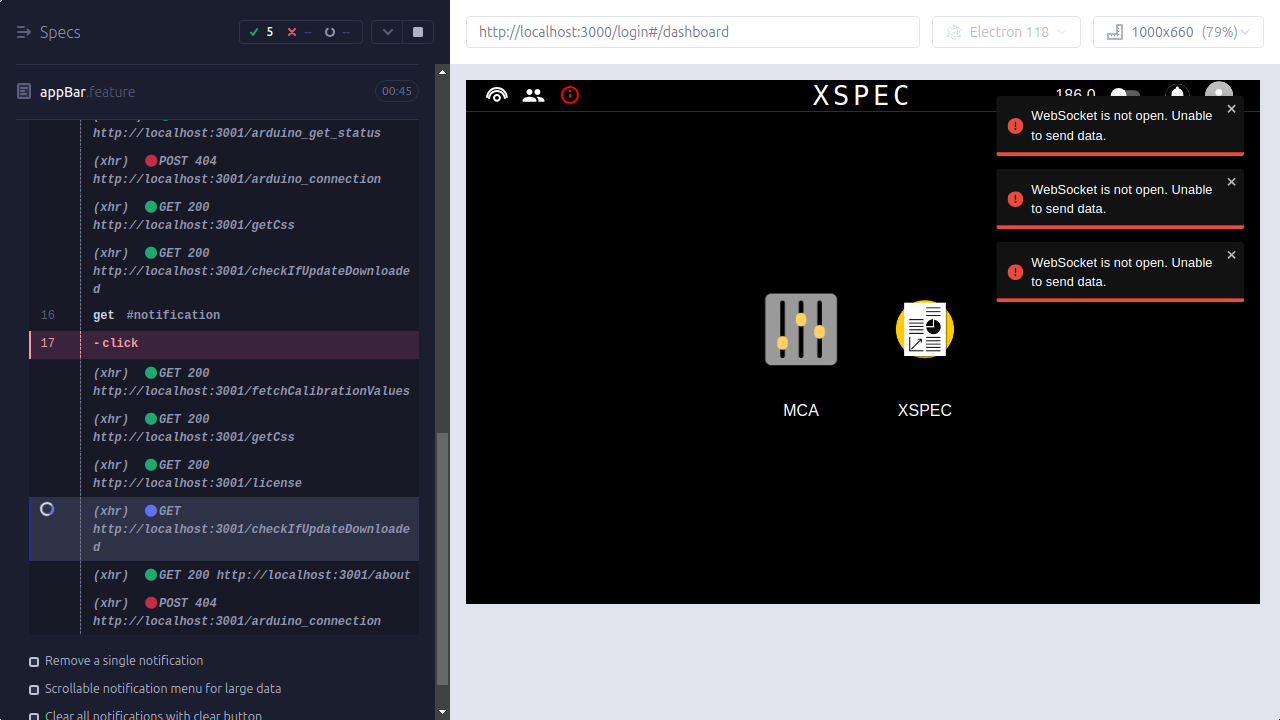 Specs
5
--
--
http://localhost:3000/login#/dashboard
Electron 118
1000x660 (79%)
appBar.feature
00:45
http://localhost:3001/arduino_get_status
(xhr) POST 404
http://localhost:3001/arduino_connection
(xhr) GET 200
http://localhost:3001/getCss
(xhr) GET 200
http://localhost:3001/checkIfUpdateDownloade
d
16 get #notification
17 -click
(xhr) GET 200
http://localhost:3001/fetchCalibrationValues
(xhr) GET 200
http://localhost:3001/getCss
(xhr) GET 200
http://localhost:3001/license
(xhr) GET
http://localhost:3001/checkIfUpdateDownloade
d
(xhr) GET 200 http://localhost:3001/about
(xhr) POST 404
http://localhost:3001/arduino_connection
Remove a single notification
Scrollable notification menu for large data
Clear all notifications with clear button
XSPEC
186.0
WebSocket is not open. Unable
to send data.
WebSocket is not open. Unable
to send data.
WebSocket is not open. Unable
to send data.
MCA
XSPEC